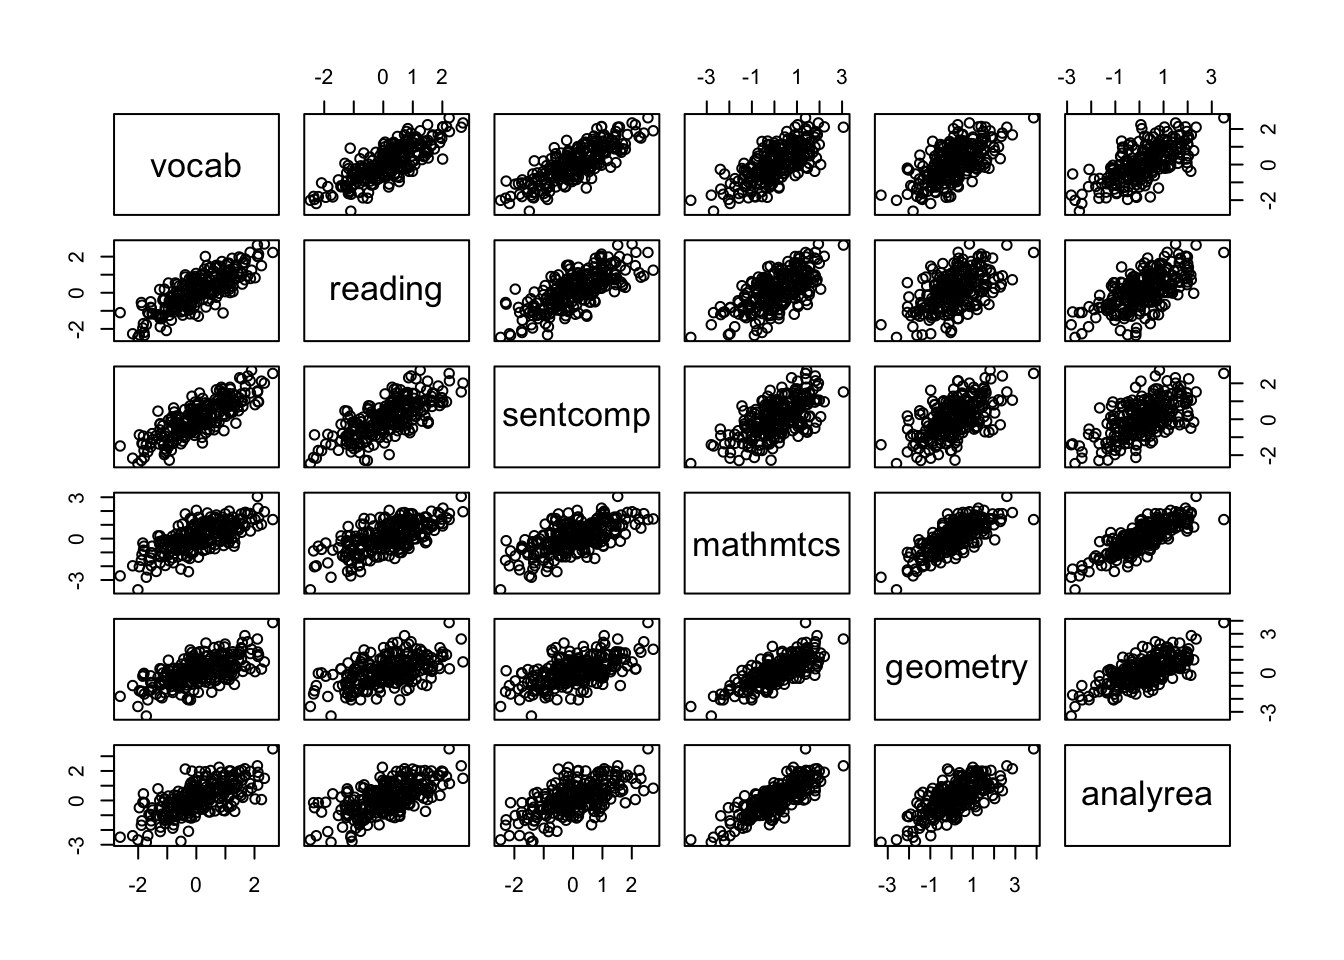 -2 0 1 2 -3 -1 1 3 -3 -1 1 3
vocab 2 0 -2
2 0 -2 reading
sentcomp 2 0 -2
3 0 -3 mathmtcs
geometry 3 0 -3
2 0 -3 analyrea
-2 0 2 -2 0 1 2 -3 -1 1 3